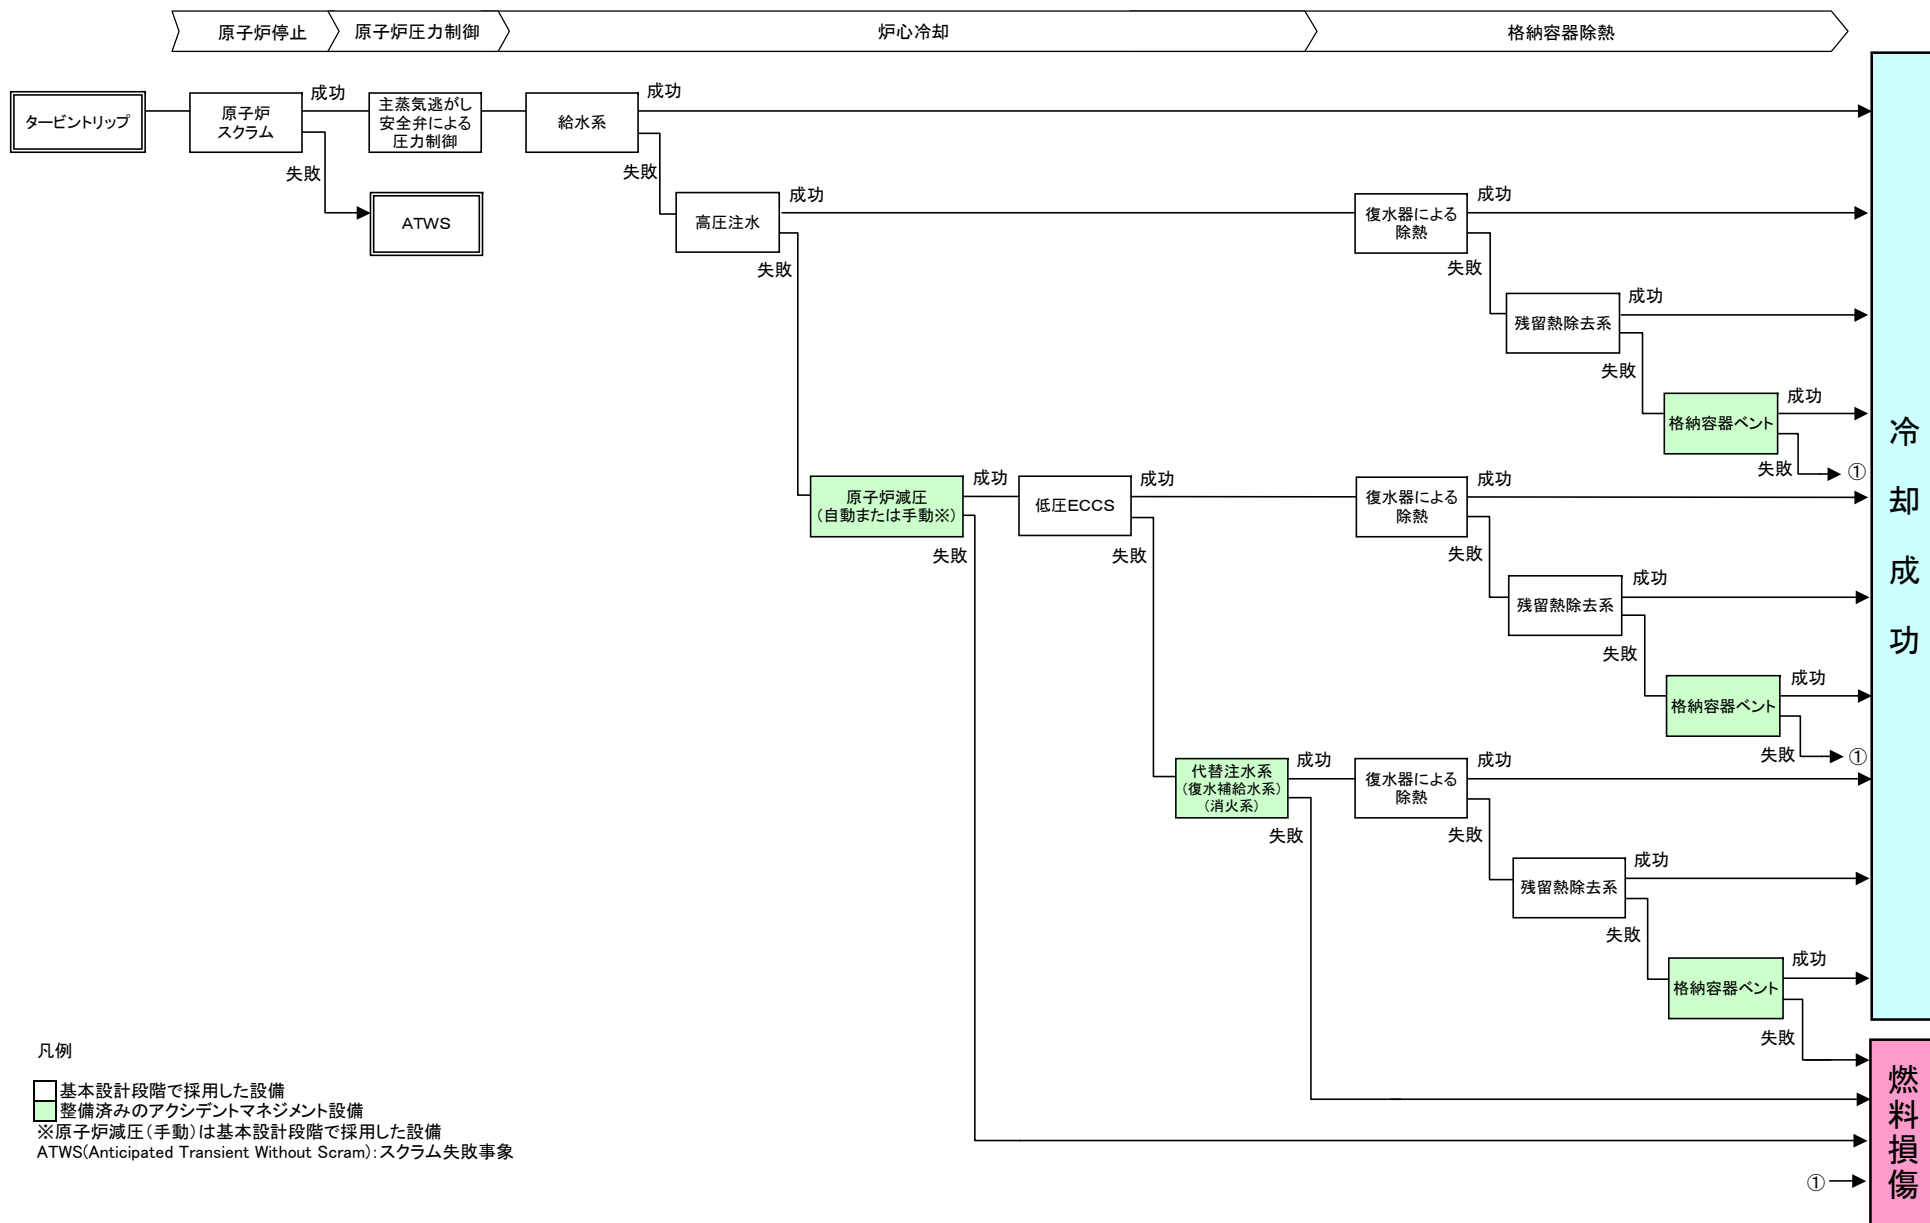 原子炉停止
原子炉圧力制御
炉心冷却
格納容器除熱
タービントリップ
原子炉
スクラム
成功
失敗
主蒸気逃がし
安全弁による
圧力制御
ATWS
給水系
成功
失敗
高圧注水
成功
失敗
復水器による
除熱
成功
失敗
残留熱除去系
成功
失敗
格納容器ベント
成功
失敗
①
原子炉減圧
(自動または手動※)
成功
失敗
低圧ECCS
成功
失敗
復水器による
除熱
成功
失敗
残留熱除去系
成功
失敗
格納容器ベント
成功
失敗
①
代替注水系
(復水補給水系)
(消火系)
成功
失敗
復水器による
除熱
成功
失敗
残留熱除去系
成功
失敗
格納容器ベント
成功
失敗
①
冷却成功
燃料損傷
凡例
基本設計段階で採用した設備
整備済みのアクシデントマネジメント設備
※原子炉減圧(手動)は基本設計段階で採用した設備
ATWS(Anticipated Transient Without Scram):スクラム失敗事象